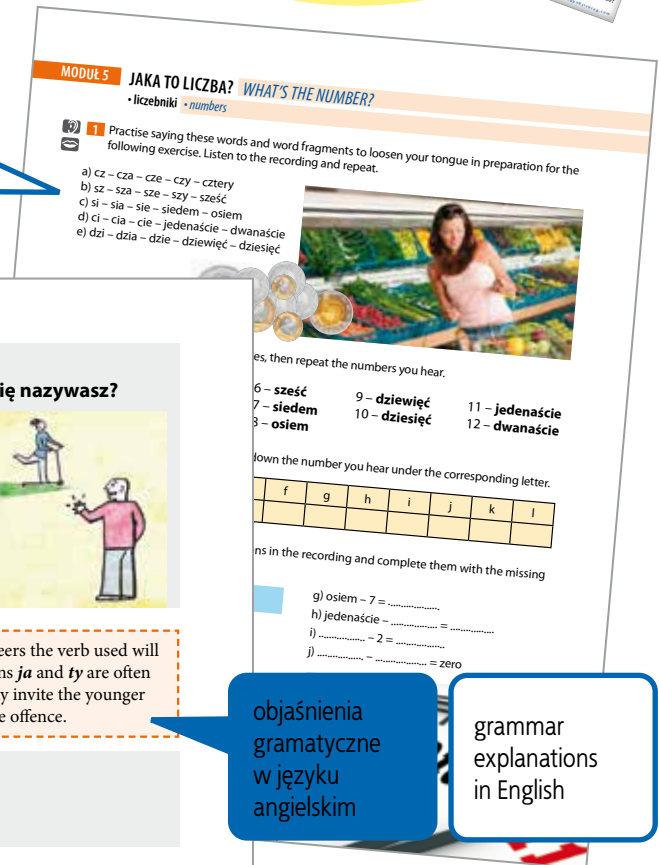 MODUŁ 5 JAKA TO LICZBA? WHAT'S THE NUMBER?
• liczebniki • numbers
1 Practise saying these words and word fragments to loosen your tongue in preparation for the
following exercise. Listen to the recording and repeat.
a) cz – cza – cze – czy – cztery
b) sz – sza – sze – szy – sześć
c) si – sia – sie – siedem – osiem
d) ci – cia – cie – jedenaście – dwanaście
e) dzi – dzia – dzie – dziewięć – dziesięć
es, then repeat the numbers you hear.
6 – sześć 9 – dziewięć 11 – jedenaście
7 – siedem 10 – dziesięć 12 – dwanaście
– osiem
down the number you hear under the corresponding letter.
f g h i j k l
ns in the recording and complete them with the missing
g) osiem – 7 = ...................
h) jedenaście – ................. = ................
i) ................. – 2 = ..................
j) ................. – ................... = zero
ię nazywasz?
eers the verb used will
ns ja and ty are often
y invite the younger
e offence.
objaśnienia
gramatyczne
w języku
angielskim
grammar
explanations
in English